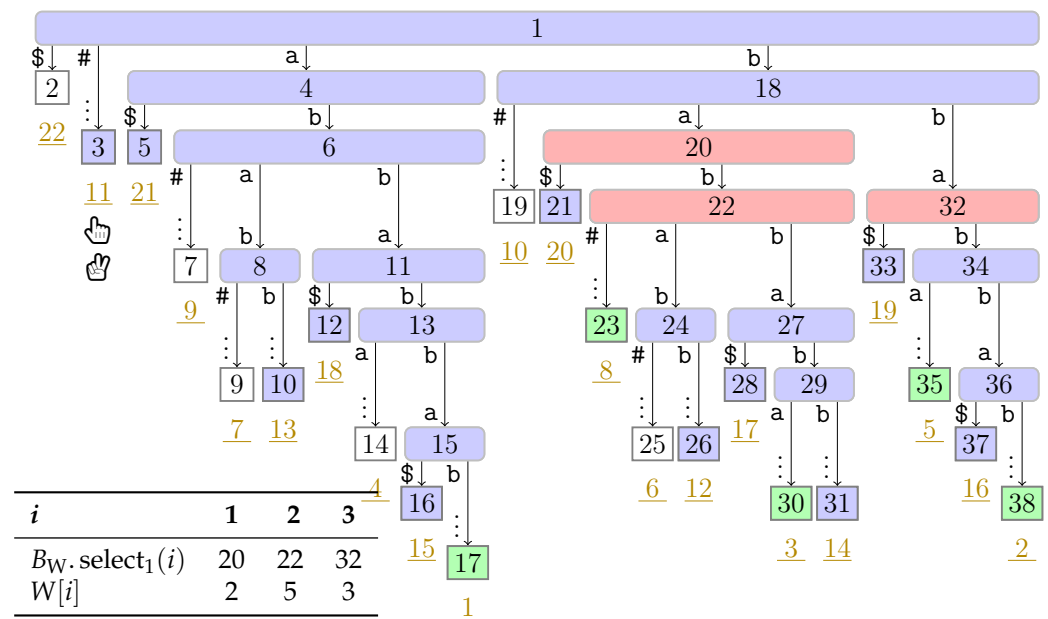 1
$ # a b
2 4 18
$ b # a b
22
3 5 6 20
# a b $ b a
11 21
19 21 22 32
b a # a b $ b
10 20
7 8 11 33 34
# b $ b b a a b
9 19
12 13 23 24 27
a b # b $ b a
18 8
9 10 28 29 35 36
a a b $ b
7 13 17 5
14 15 25 26 37
$ b
4 6 12 16
16 30 31 38
i 1 2 3
15 3 14 2
B_W.select_1(i) 20 22 32
17
W[i] 2 5 3
1